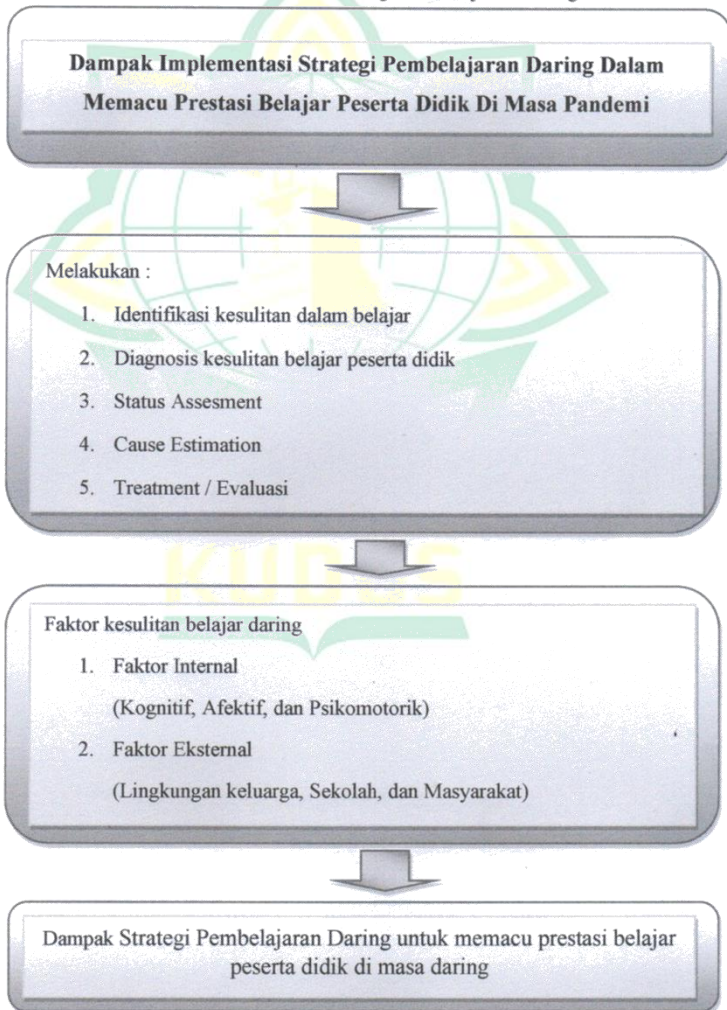 Dampak Implementasi Strategi Pembelajaran Daring Dalam
Memacu Prestasi Belajar Peserta Didik Di Masa Pandemi
Melakukan :
1. Identifikasi kesulitan dalam belajar
2. Diagnosis kesulitan belajar peserta didik
3. Status Assesment
4. Cause Estimation
5. Treatment / Evaluasi
KUDUS
Faktor kesulitan belajar daring
1. Faktor Internal
(Kognitif, Afektif, dan Psikomotorik)
2. Faktor Eksternal
(Lingkungan keluarga, Sekolah, dan Masyarakat)
Dampak Strategi Pembelajaran Daring untuk memacu prestasi belajar
peserta didik di masa daring